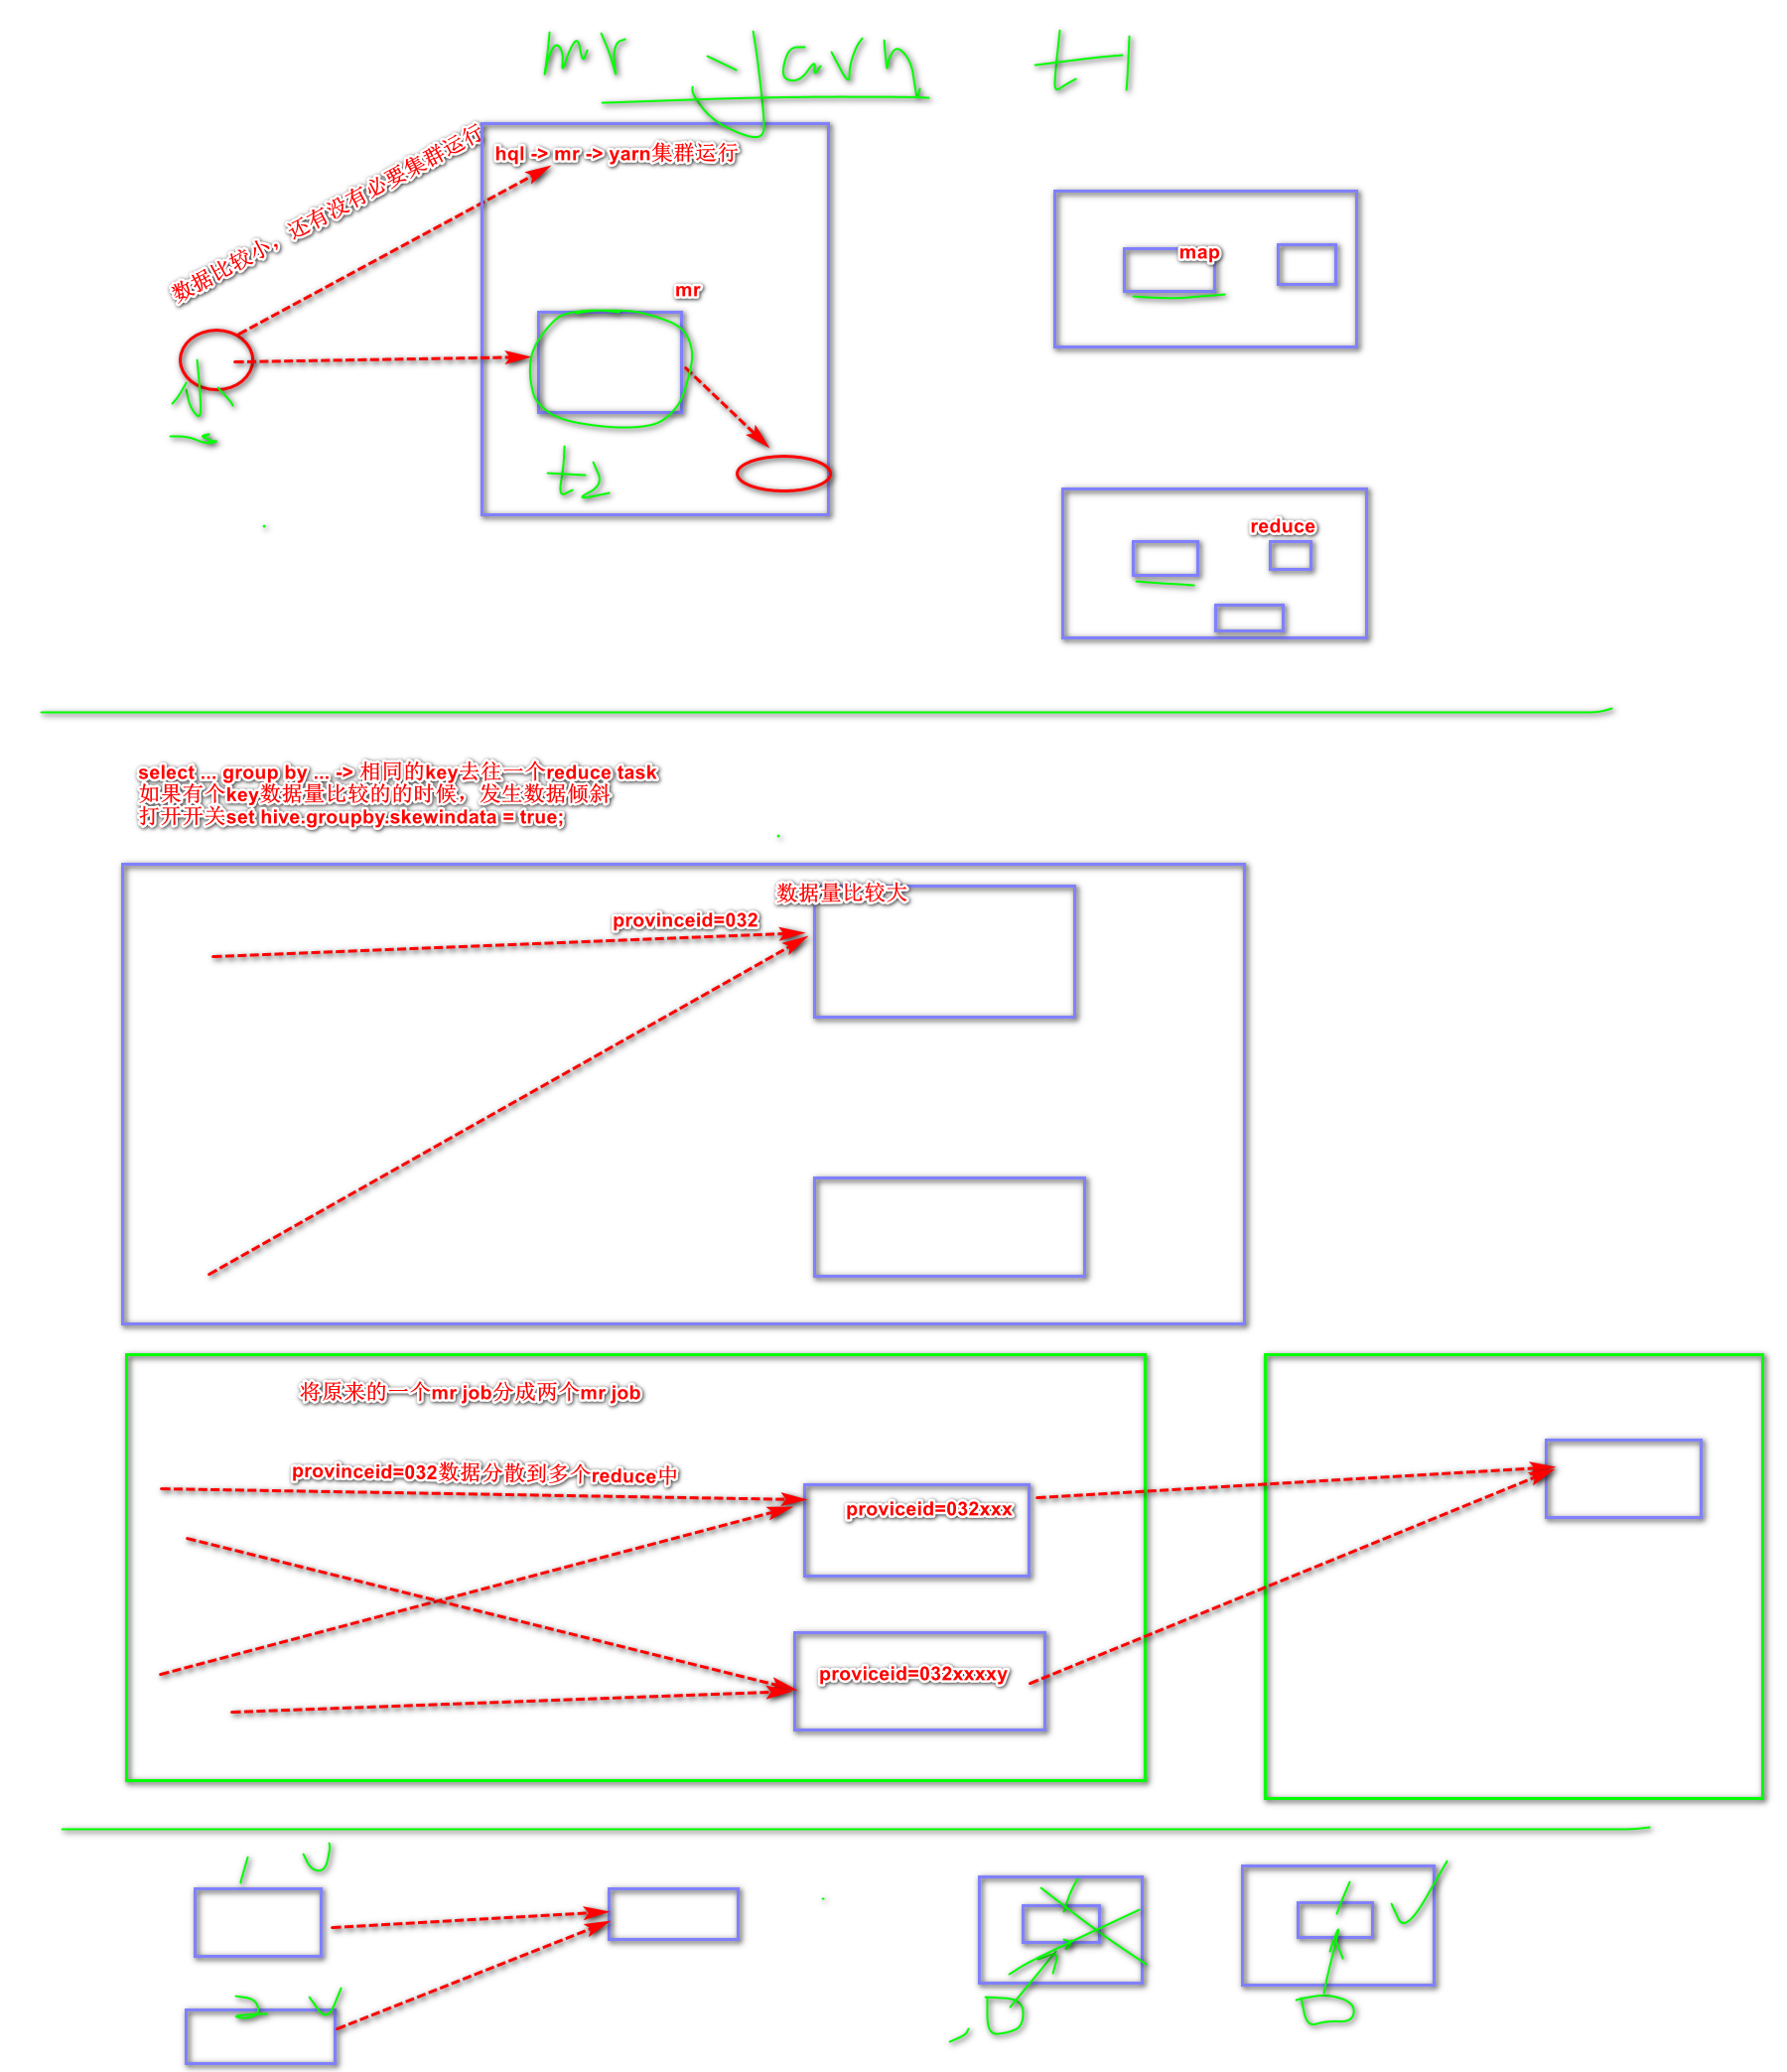 mr yarn t1
数据比较小，还有没有必要集群运行
hql -> mr -> yarn集群运行
map
mr
小
t2
reduce
select ... group by ... -> 相同的key去往一个reduce task
如果有个key数据量比较的的时候，发生数据倾斜
打开开关set hive.groupby.skewindata = true;
数据量比较大
provinceid=032
将原来的一个mr job分成两个mr job
provinceid=032数据分散到多个reduce中
proviceid=032xxx
proviceid=032xxxxy
1
1
1
2